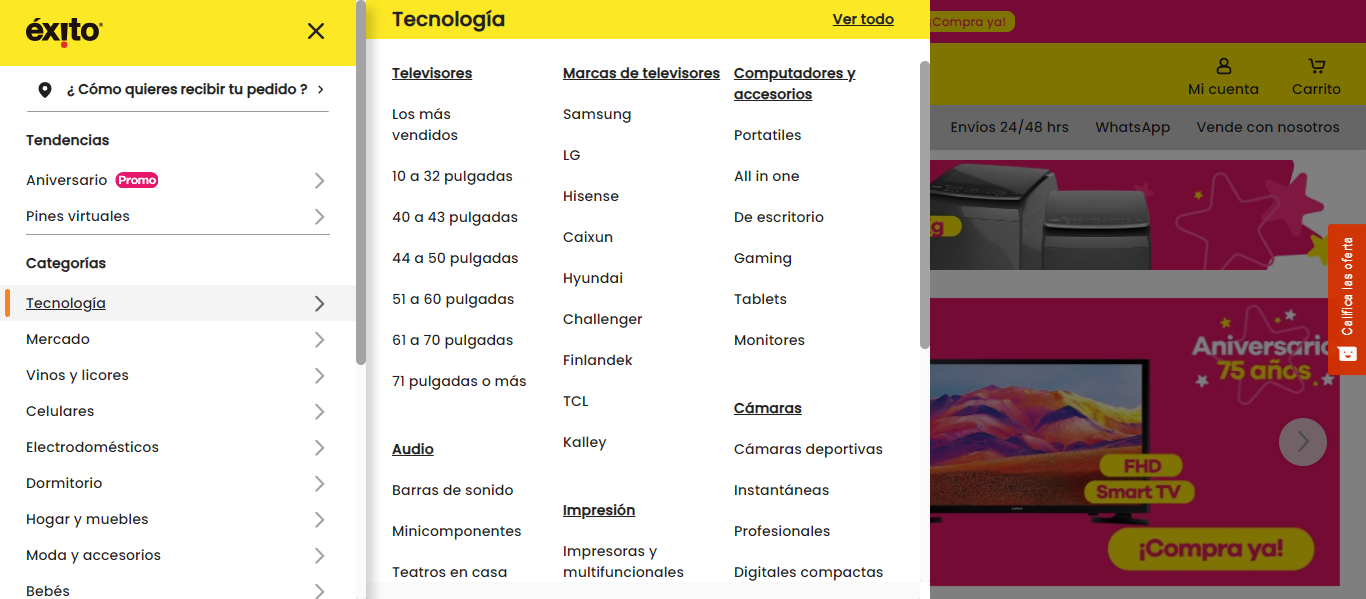 éxito
¿ Cómo quieres recibir tu pedido ?
Tendencias
Aniversario Promo
Pines virtuales
Categorías
Tecnología
Mercado
Vinos y licores
Celulares
Electrodomésticos
Dormitorio
Hogar y muebles
Moda y accesorios
Bebés
Tecnología
Ver todo
Televisores
Los más
vendidos
10 a 32 pulgadas
40 a 43 pulgadas
44 a 50 pulgadas
51 a 60 pulgadas
61 a 70 pulgadas
71 pulgadas o más
Audio
Barras de sonido
Minicomponentes
Teatros en casa
Marcas de televisores
Samsung
LG
Hisense
Caixun
Hyundai
Challenger
Finlandek
TCL
Kalley
Impresión
Impresoras y
multifuncionales
Computadores y
accesorios
Portatiles
All in one
De escritorio
Gaming
Tablets
Monitores
Cámaras
Cámaras deportivas
Instantáneas
Profesionales
Digitales compactas
¡Compra ya!
Mi cuenta
Carrito
Envíos 24/48 hrs
WhatsApp
Vende con nosotros
g
Califica las oferta
Aniversario
75 años
FHD
Smart TV
¡Compra ya!